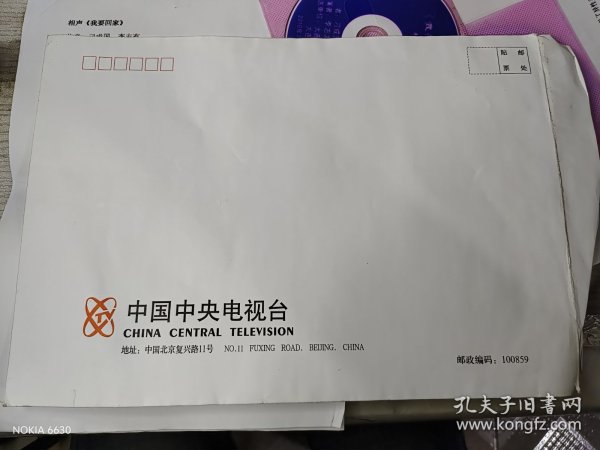 相声《我要回家》
贴 邮
票 处
中国中央电视台
CHINA CENTRAL TELEVISION
地址：中国北京复兴路11号 NO.11 FUXING ROAD. BEIJING. CHINA
邮政编码：100859
孔夫子旧书网
www.kongfz.com
NOKIA 6630